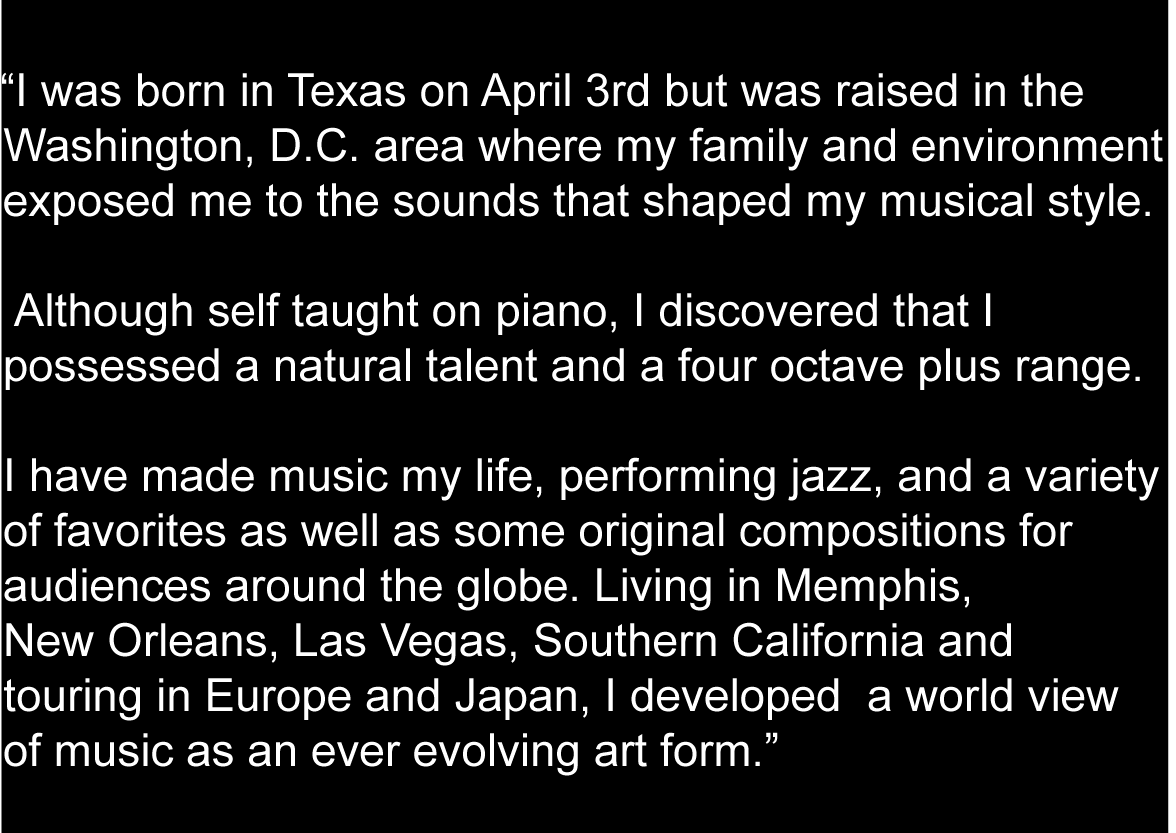 “I was born in Texas on April 3rd but was raised in the
Washington, D.C. area where my family and environment
exposed me to the sounds that shaped my musical style.
Although self taught on piano, I discovered that I
possessed a natural talent and a four octave plus range.
I have made music my life, performing jazz, and a variety
of favorites as well as some original compositions for
audiences around the globe. Living in Memphis,
New Orleans, Las Vegas, Southern California and
touring in Europe and Japan, I developed  a world view
of music as an ever evolving art form.”